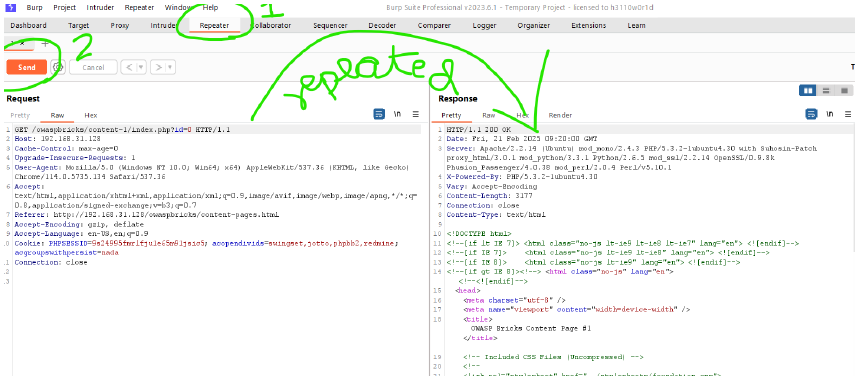 Burp Project Intruder Repeater Window Help
Burp Suite Professional v2023.6.1 - Temporary Project - licensed to h3110w0r1d
1
Dashboard Target Proxy Intruder Repeater Collaborator Sequencer Decoder Comparer Logger Organizer Extensions Learn
2
Send Cancel
Request
Response
Pretty Raw Hex
\n
Pretty Raw Hex Render
\n
1 GET /owaspbricks/content-1/index.php?id=0 HTTP/1.1
2 Host: 192.168.31.128
3 Cache-Control: max-age=0
4 Upgrade-Insecure-Requests: 1
5 User-Agent: Mozilla/5.0 (Windows NT 10.0; Win64; x64) AppleWebKit/537.36 (KHTML, like Gecko)
Chrome/114.0.5735.134 Safari/537.36
6 Accept:
text/html,application/xhtml+xml,application/xml;q=0.9,image/avif,image/webp,image/apng,*/*;q=
0.8,application/signed-exchange;v=b3;q=0.7
7 Referer: http://192.168.31.128/owaspbricks/content-pages.html
8 Accept-Encoding: gzip, deflate
9 Accept-Language: en-US,en;q=0.9
acopendivids=swingset,jotto,phpbb2,redmine;
acgroupswithpersist=nada
Connection: close
1 HTTP/1.1 200 OK
2 Date: Fri, 21 Feb 2025 09:20:00 GMT
3 Server: Apache/2.2.14 (Ubuntu) mod_mono/2.4.3 PHP/5.3.2-1ubuntu4.30 with Suhosin-Patch
proxy_html/3.0.1 mod_python/3.3.1 Python/2.6.5 mod_ssl/2.2.14 OpenSSL/0.9.8k
Phusion_Passenger/4.0.38 mod_perl/2.0.4 Perl/v5.10.1
4 X-Powered-By: PHP/5.3.2-1ubuntu4.30
5 Vary: Accept-Encoding
6 Content-Length: 3177
7 Connection: close
8 Content-Type: text/html
9
10 <!DOCTYPE html>
11 <!--[if lt IE 7]> <html class="no-js lt-ie9 lt-ie8 lt-ie7" lang="en"> <![endif]-->
12 <!--[if IE 7]> <html class="no-js lt-ie9 lt-ie8" lang="en"> <![endif]-->
13 <!--[if IE 8]> <html class="no-js lt-ie9" lang="en"> <![endif]-->
14 <!--[if gt IE 8]><!--> <html class="no-js" lang="en">
<!--<![endif]-->
15 <head>
16 <meta charset="utf-8" />
17 <meta name="viewport" content="width=device-width" />
18 <title>
OWASP Bricks Content Page #1
</title>
19 <!-- Included CSS Files (Uncompressed) -->
20 <!--